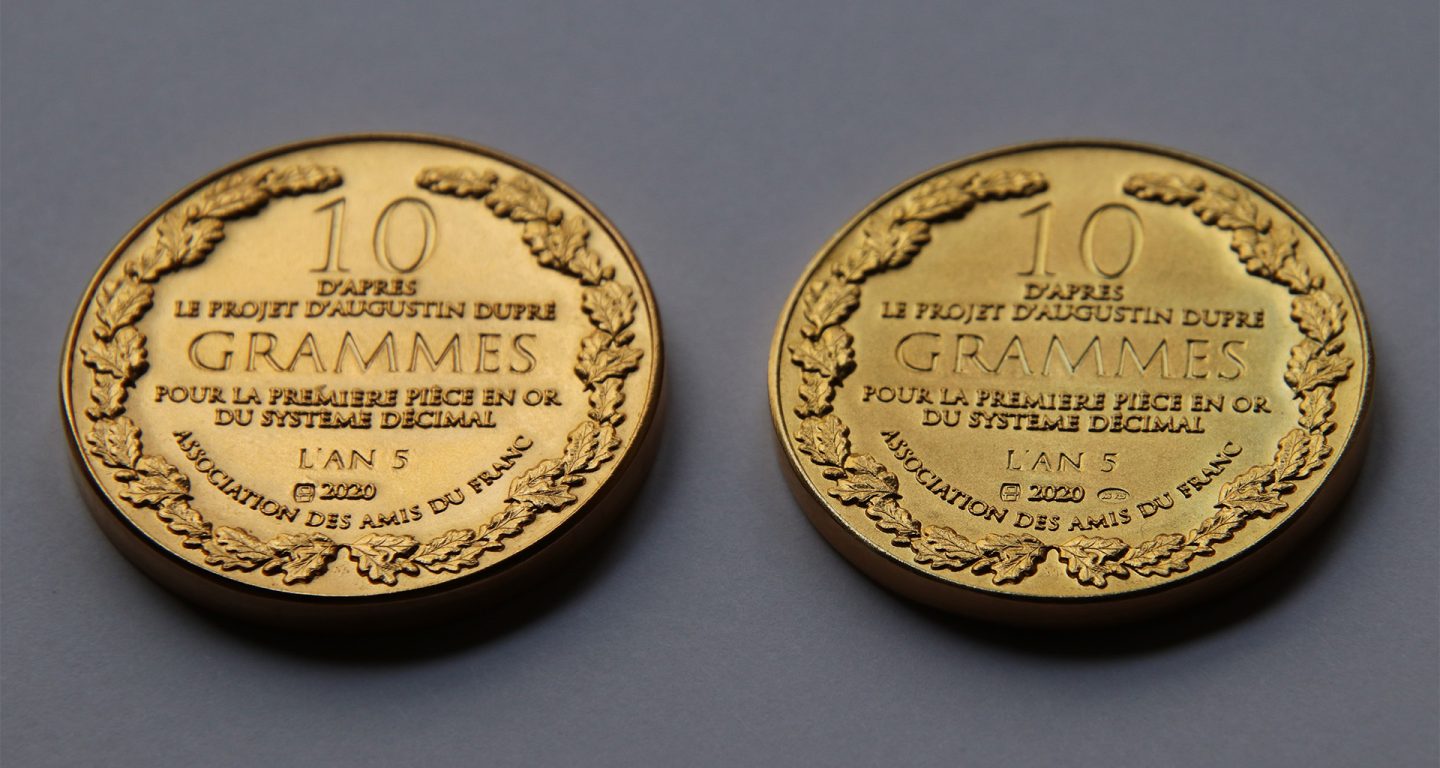 10
D'APRÈS
LE PROJET D'AUGUSTIN DUPRÉ
GRAMMES
POUR LA PREMIÈRE PIÈCE EN OR
DU SYSTÈME DÉCIMAL
L'AN 5
2020
ASSOCIATION DES AMIS DU FRANC
10
D'APRÈS
LE PROJET D'AUGUSTIN DUPRÉ
GRAMMES
POUR LA PREMIÈRE PIÈCE EN OR
DU SYSTÈME DÉCIMAL
L'AN 5
2020
ASSOCIATION DES AMIS DU FRANC